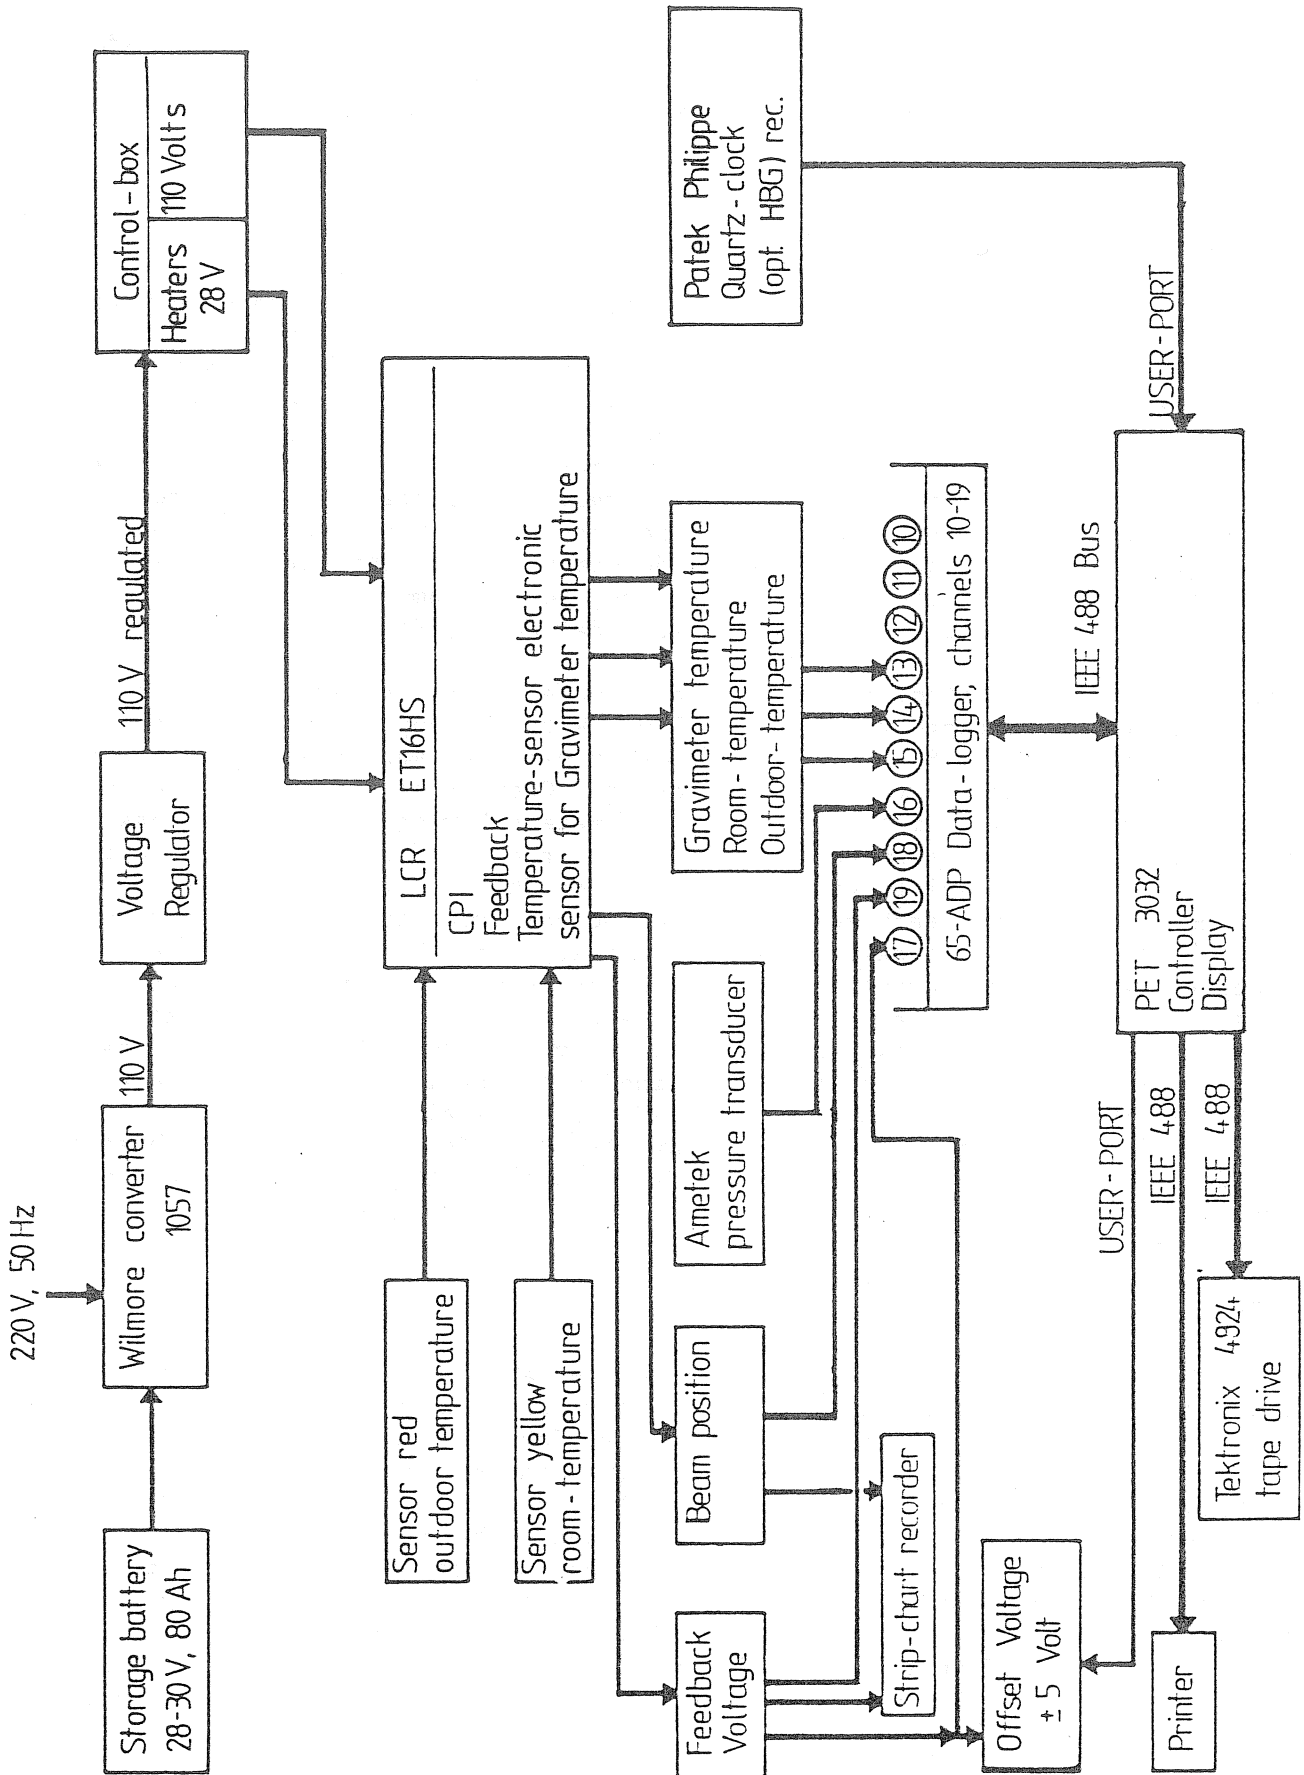 220 V, 50 Hz
Storage battery
28-30 V, 80 Ah
Wilmore converter
1057
110 V
Voltage
Regulator
110 V regulated
Control-box
Heaters
28 V
110 Volts
Sensor red
outdoor temperature
Sensor yellow
room-temperature
LCR ET16HS
CPI
Feedback
Temperature-sensor electronic
sensor for Gravimeter temperature
Feedback
Voltage
Beam position
Ametek
pressure transducer
Gravimeter temperature
Room-temperature
Outdoor-temperature
Patek Philippe
Quartz-clock
(opt. HBG) rec.
Strip-chart recorder
17 19 18 16 15 14 13 12 11 10
65-ADP Data-logger, channels 10-19
Offset Voltage
± 5 Volt
IEEE 488 Bus
USER-PORT
USER-PORT
IEEE 488
IEEE 488
PET 3032
Controller
Display
Printer
Tektronix 4924
tape drive